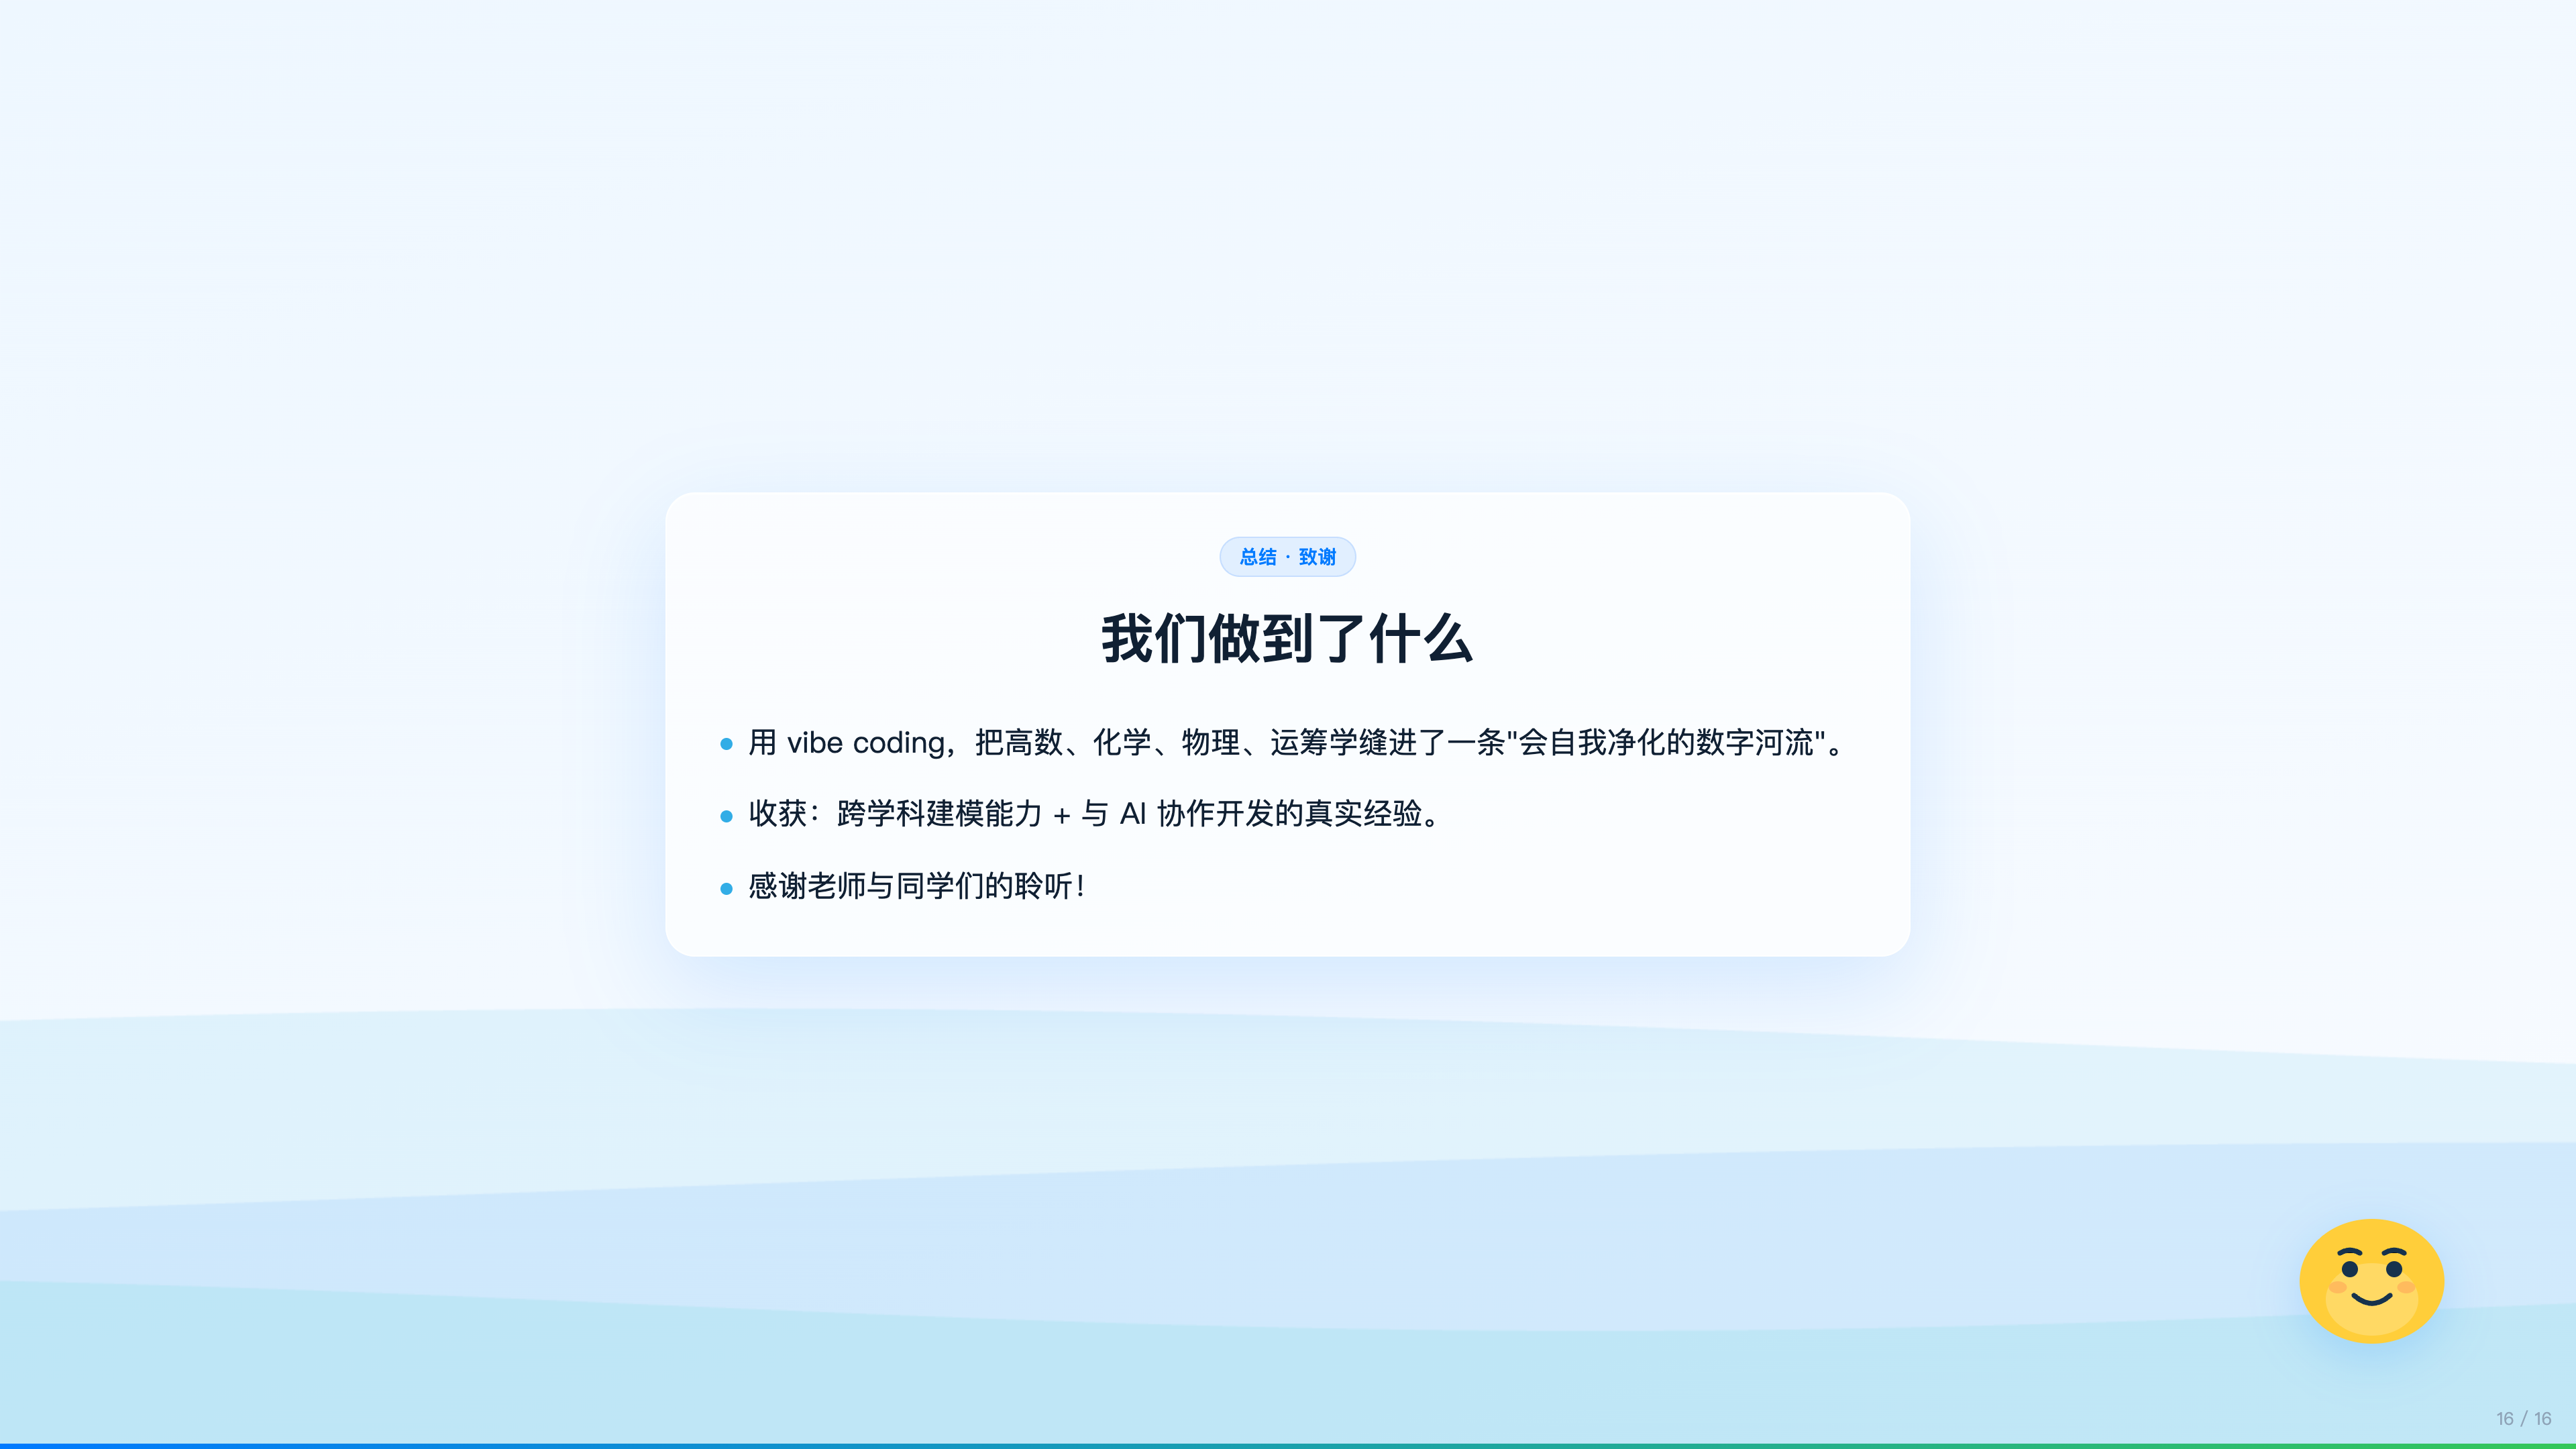 总结 · 致谢
我们做到了什么
用 vibe coding，把高数、化学、物理、运筹学缝进了一条"会自我净化的数字河流"。
收获：跨学科建模能力 + 与 AI 协作开发的真实经验。
感谢老师与同学们的聆听！
16 / 16